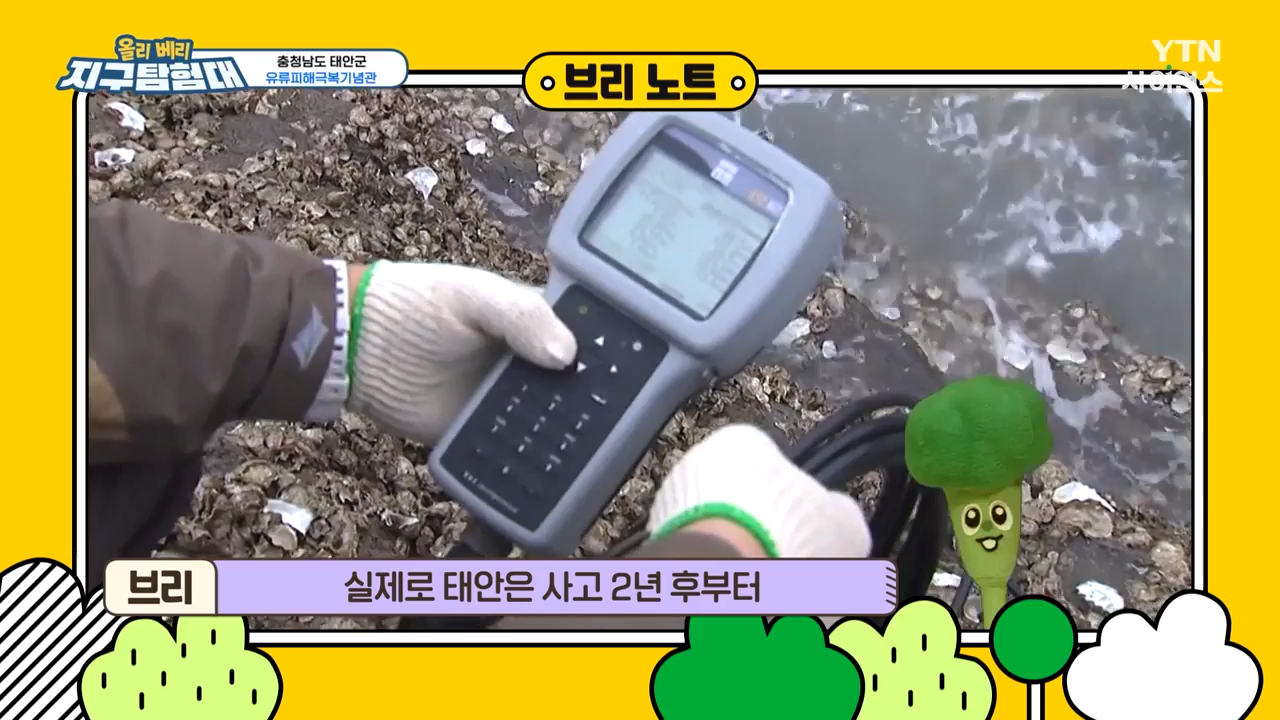 올리 베리
지구탐험대
충청남도 태안군
유류피해극복기념관
브리 노트
YTN
사이언스
브리
실제로 태안은 사고 2년 후부터